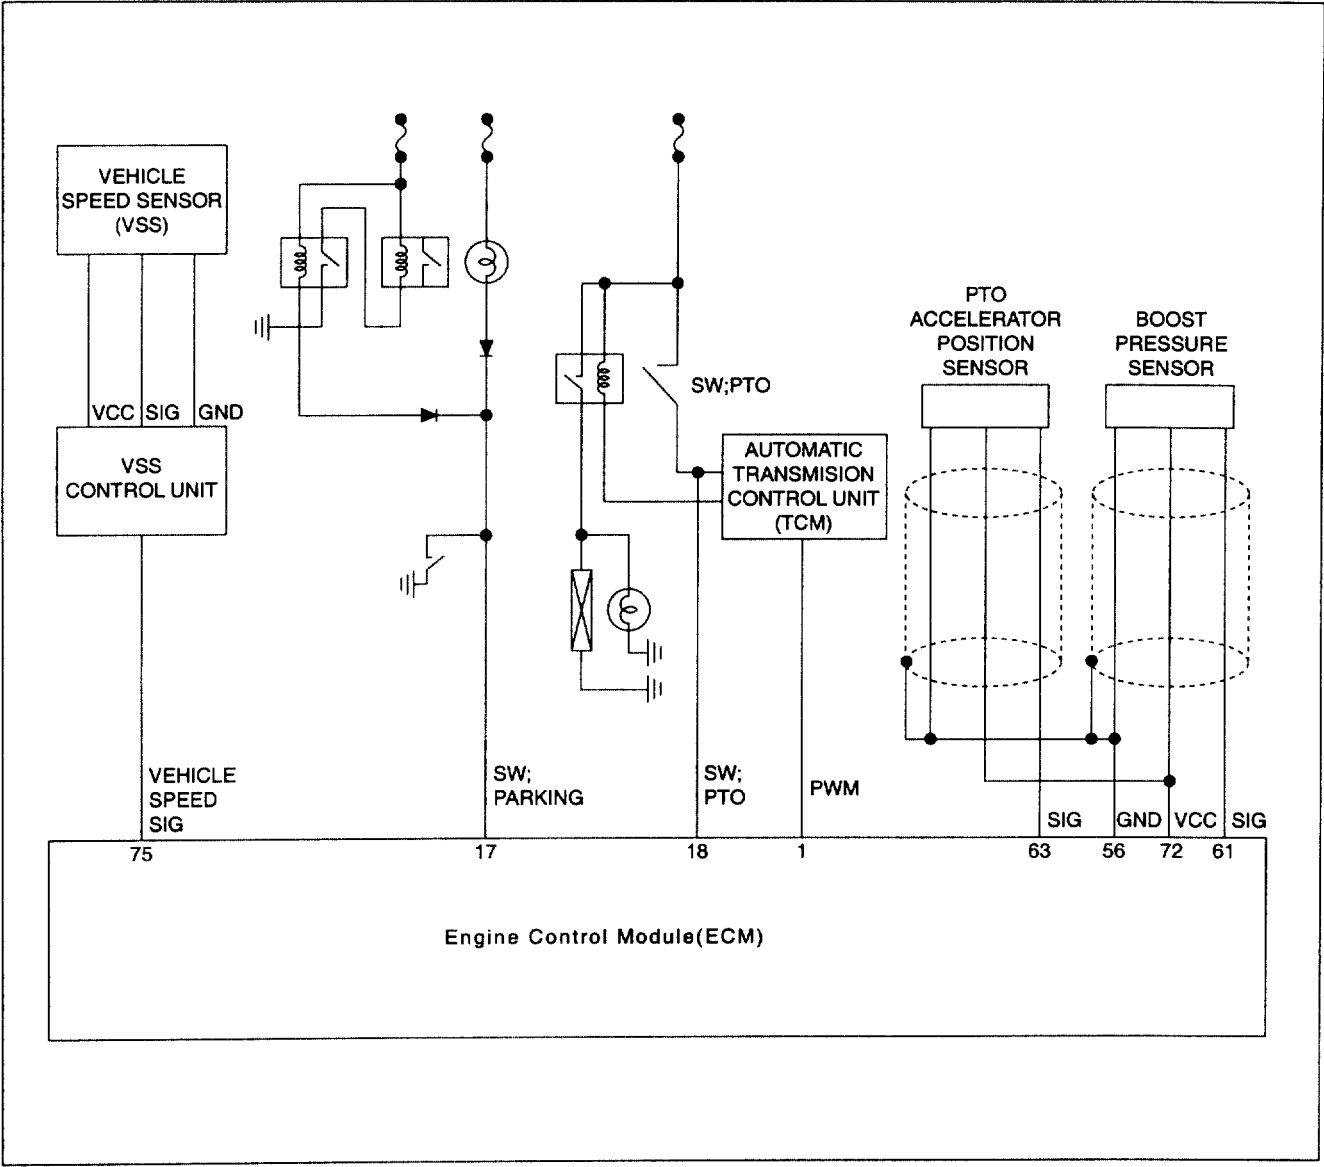 VEHICLE
SPEED SENSOR
(VSS)
VCC SIG GND
VSS
CONTROL UNIT
VEHICLE
SPEED
SIG
75
SW;
PARKING
17
SW;PTO
AUTOMATIC
TRANSMISION
CONTROL UNIT
(TCM)
SW;
PTO
18
PWM
1
PTO
ACCELERATOR
POSITION
SENSOR
BOOST
PRESSURE
SENSOR
SIG GND VCC SIG
63 56 72 61
Engine Control Module(ECM)